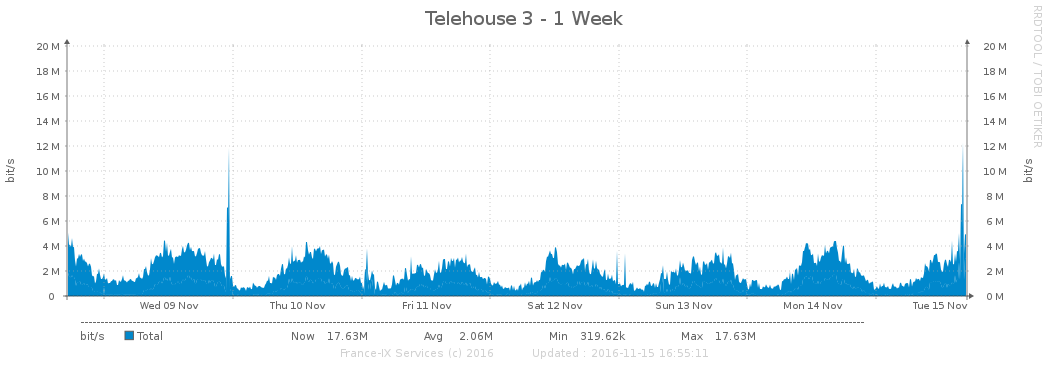 Telehouse 3 - 1 Week
RRDTOOL / TOBI OETIKER
20 M 20 M
18 M 18 M
16 M 16 M
14 M 14 M
12 M 12 M
10 M 10 M
8 M 8 M
6 M 6 M
4 M 4 M
2 M 2 M
0 0 M
bit/s bit/s
Wed 09 Nov Thu 10 Nov Fri 11 Nov Sat 12 Nov Sun 13 Nov Mon 14 Nov Tue 15 Nov
bit/s Total Now 17.63M Avg 2.06M Min 319.62k Max 17.63M
France-IX Services (c) 2016 Updated : 2016-11-15 16:55:11